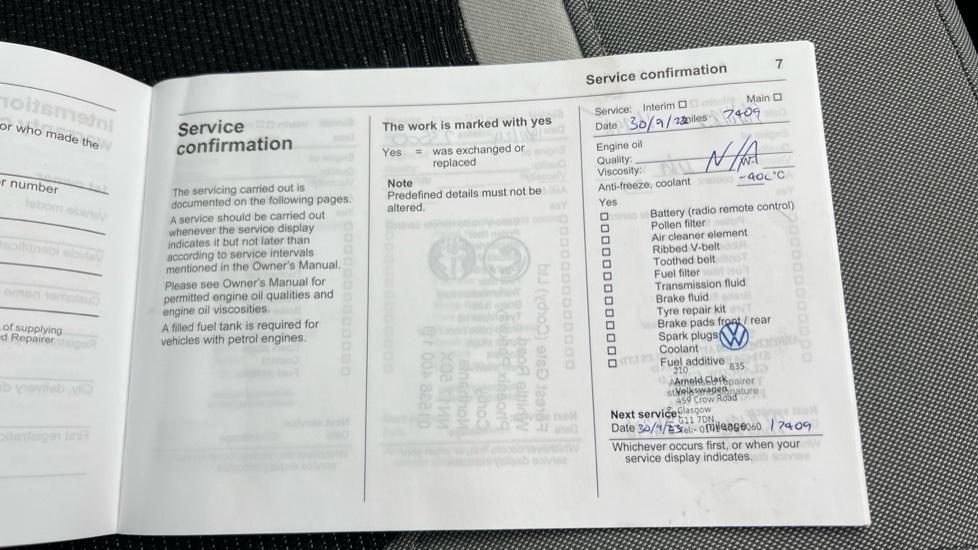 or who made the
r number
of supplying
d Repairer
Service
confirmation
The servicing carried out is
documented on the following pages.
A service should be carried out
whenever the service display
indicates it but not later than
according to service intervals
mentioned in the Owner's Manual.
Please see Owner's Manual for
permitted engine oil qualities and
engine oil viscosities.
A filled fuel tank is required for
vehicles with petrol engines.
The work is marked with yes
Yes = was exchanged or
replaced
Note
Predefined details must not be
altered.
Service confirmation 7
Service: Interim Main
Date 30/9/22 miles 7409
Engine oil
Quality: N/A
Viscosity:
Anti-freeze, coolant -40c °C
Yes
Battery (radio remote control)
Pollen filter
Air cleaner element
Ribbed V-belt
Toothed belt
Fuel filter
Transmission fluid
Brake fluid
Tyre repair kit
Brake pads front / rear
Spark plugs
Coolant
Fuel additive
210 835
Arnold Clark
Volkswagen
459 Crow Road
Glasgow
G11 7DN
Next service:
Date 30/9/23 mileage 17409
Whichever occurs first, or when your
service display indicates.